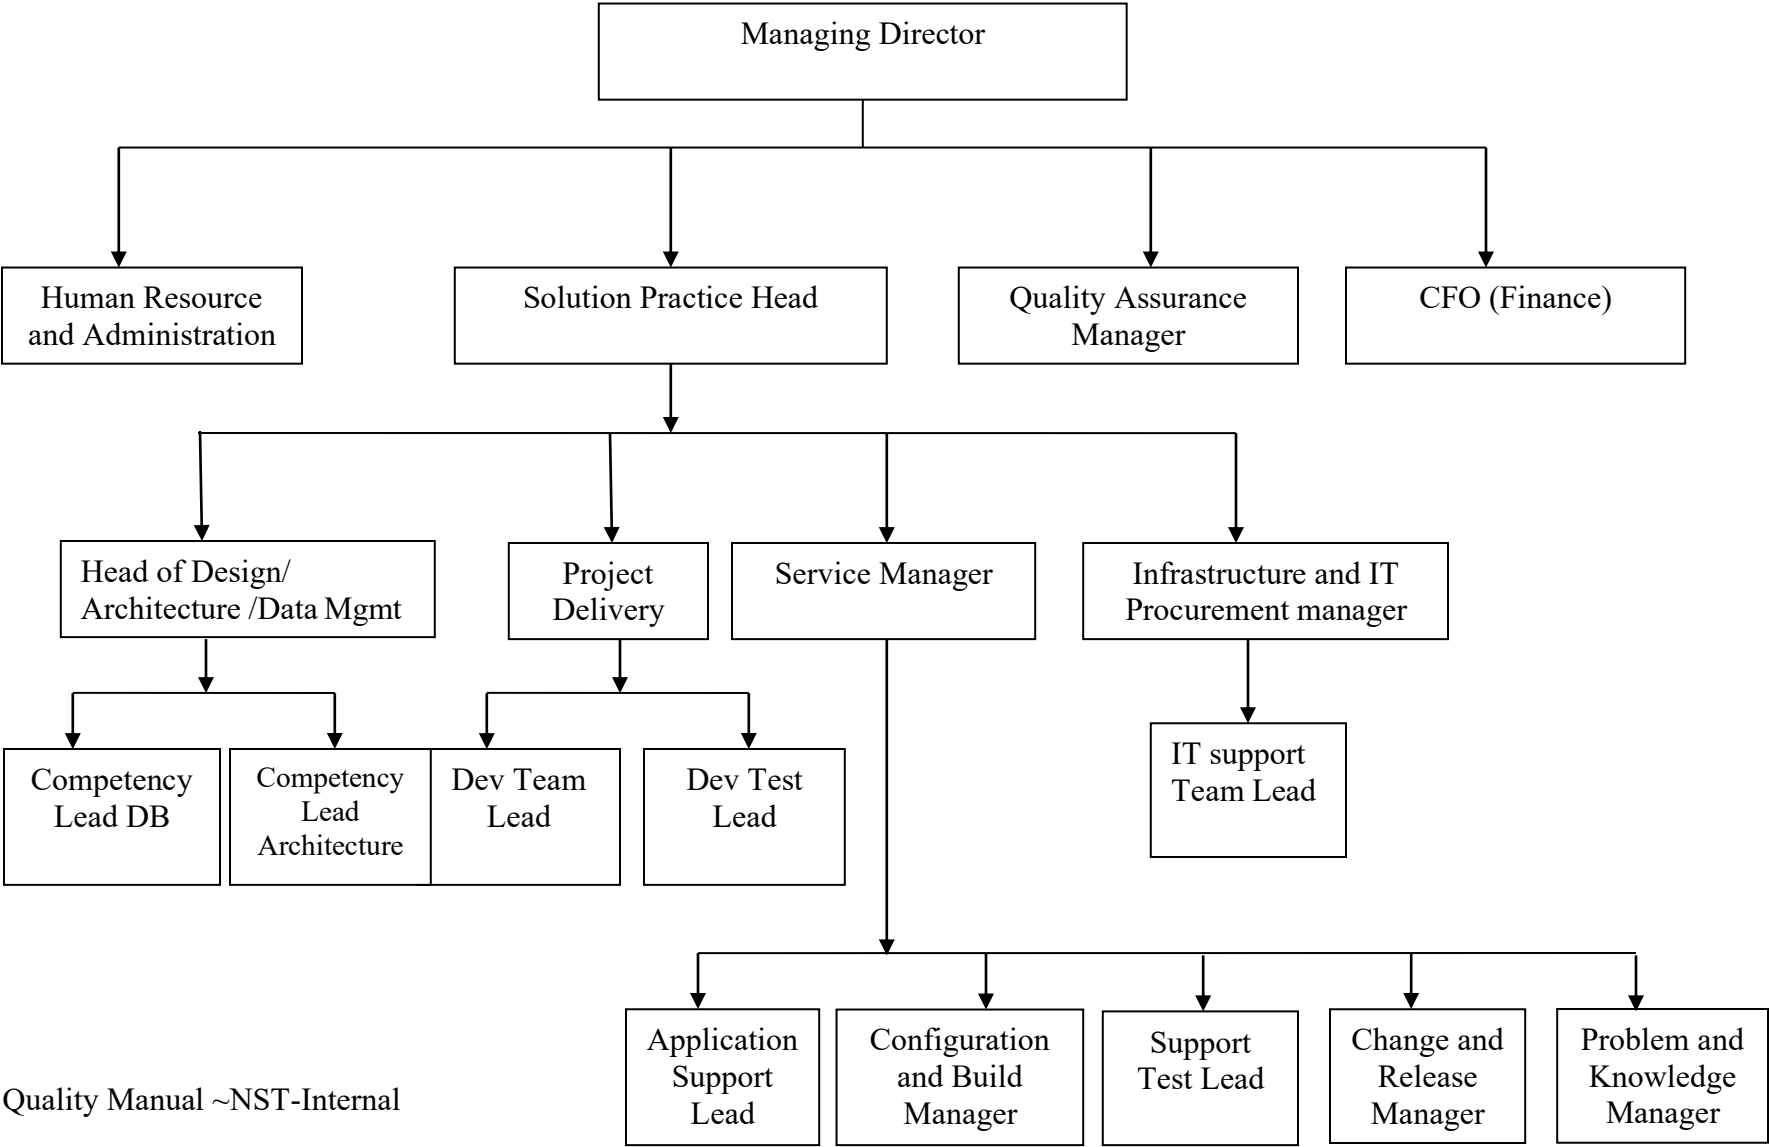 Managing Director
Human Resource
and Administration
Solution Practice Head
Quality Assurance
Manager
CFO (Finance)
Head of Design/
Architecture /Data Mgmt
Project
Delivery
Service Manager
Infrastructure and IT
Procurement manager
Competency
Lead DB
Competency
Lead
Architecture
Dev Team
Lead
Dev Test
Lead
IT support
Team Lead
Application
Support
Lead
Configuration
and Build
Manager
Support
Test Lead
Change and
Release
Manager
Problem and
Knowledge
Manager
Quality Manual ~NST-Internal